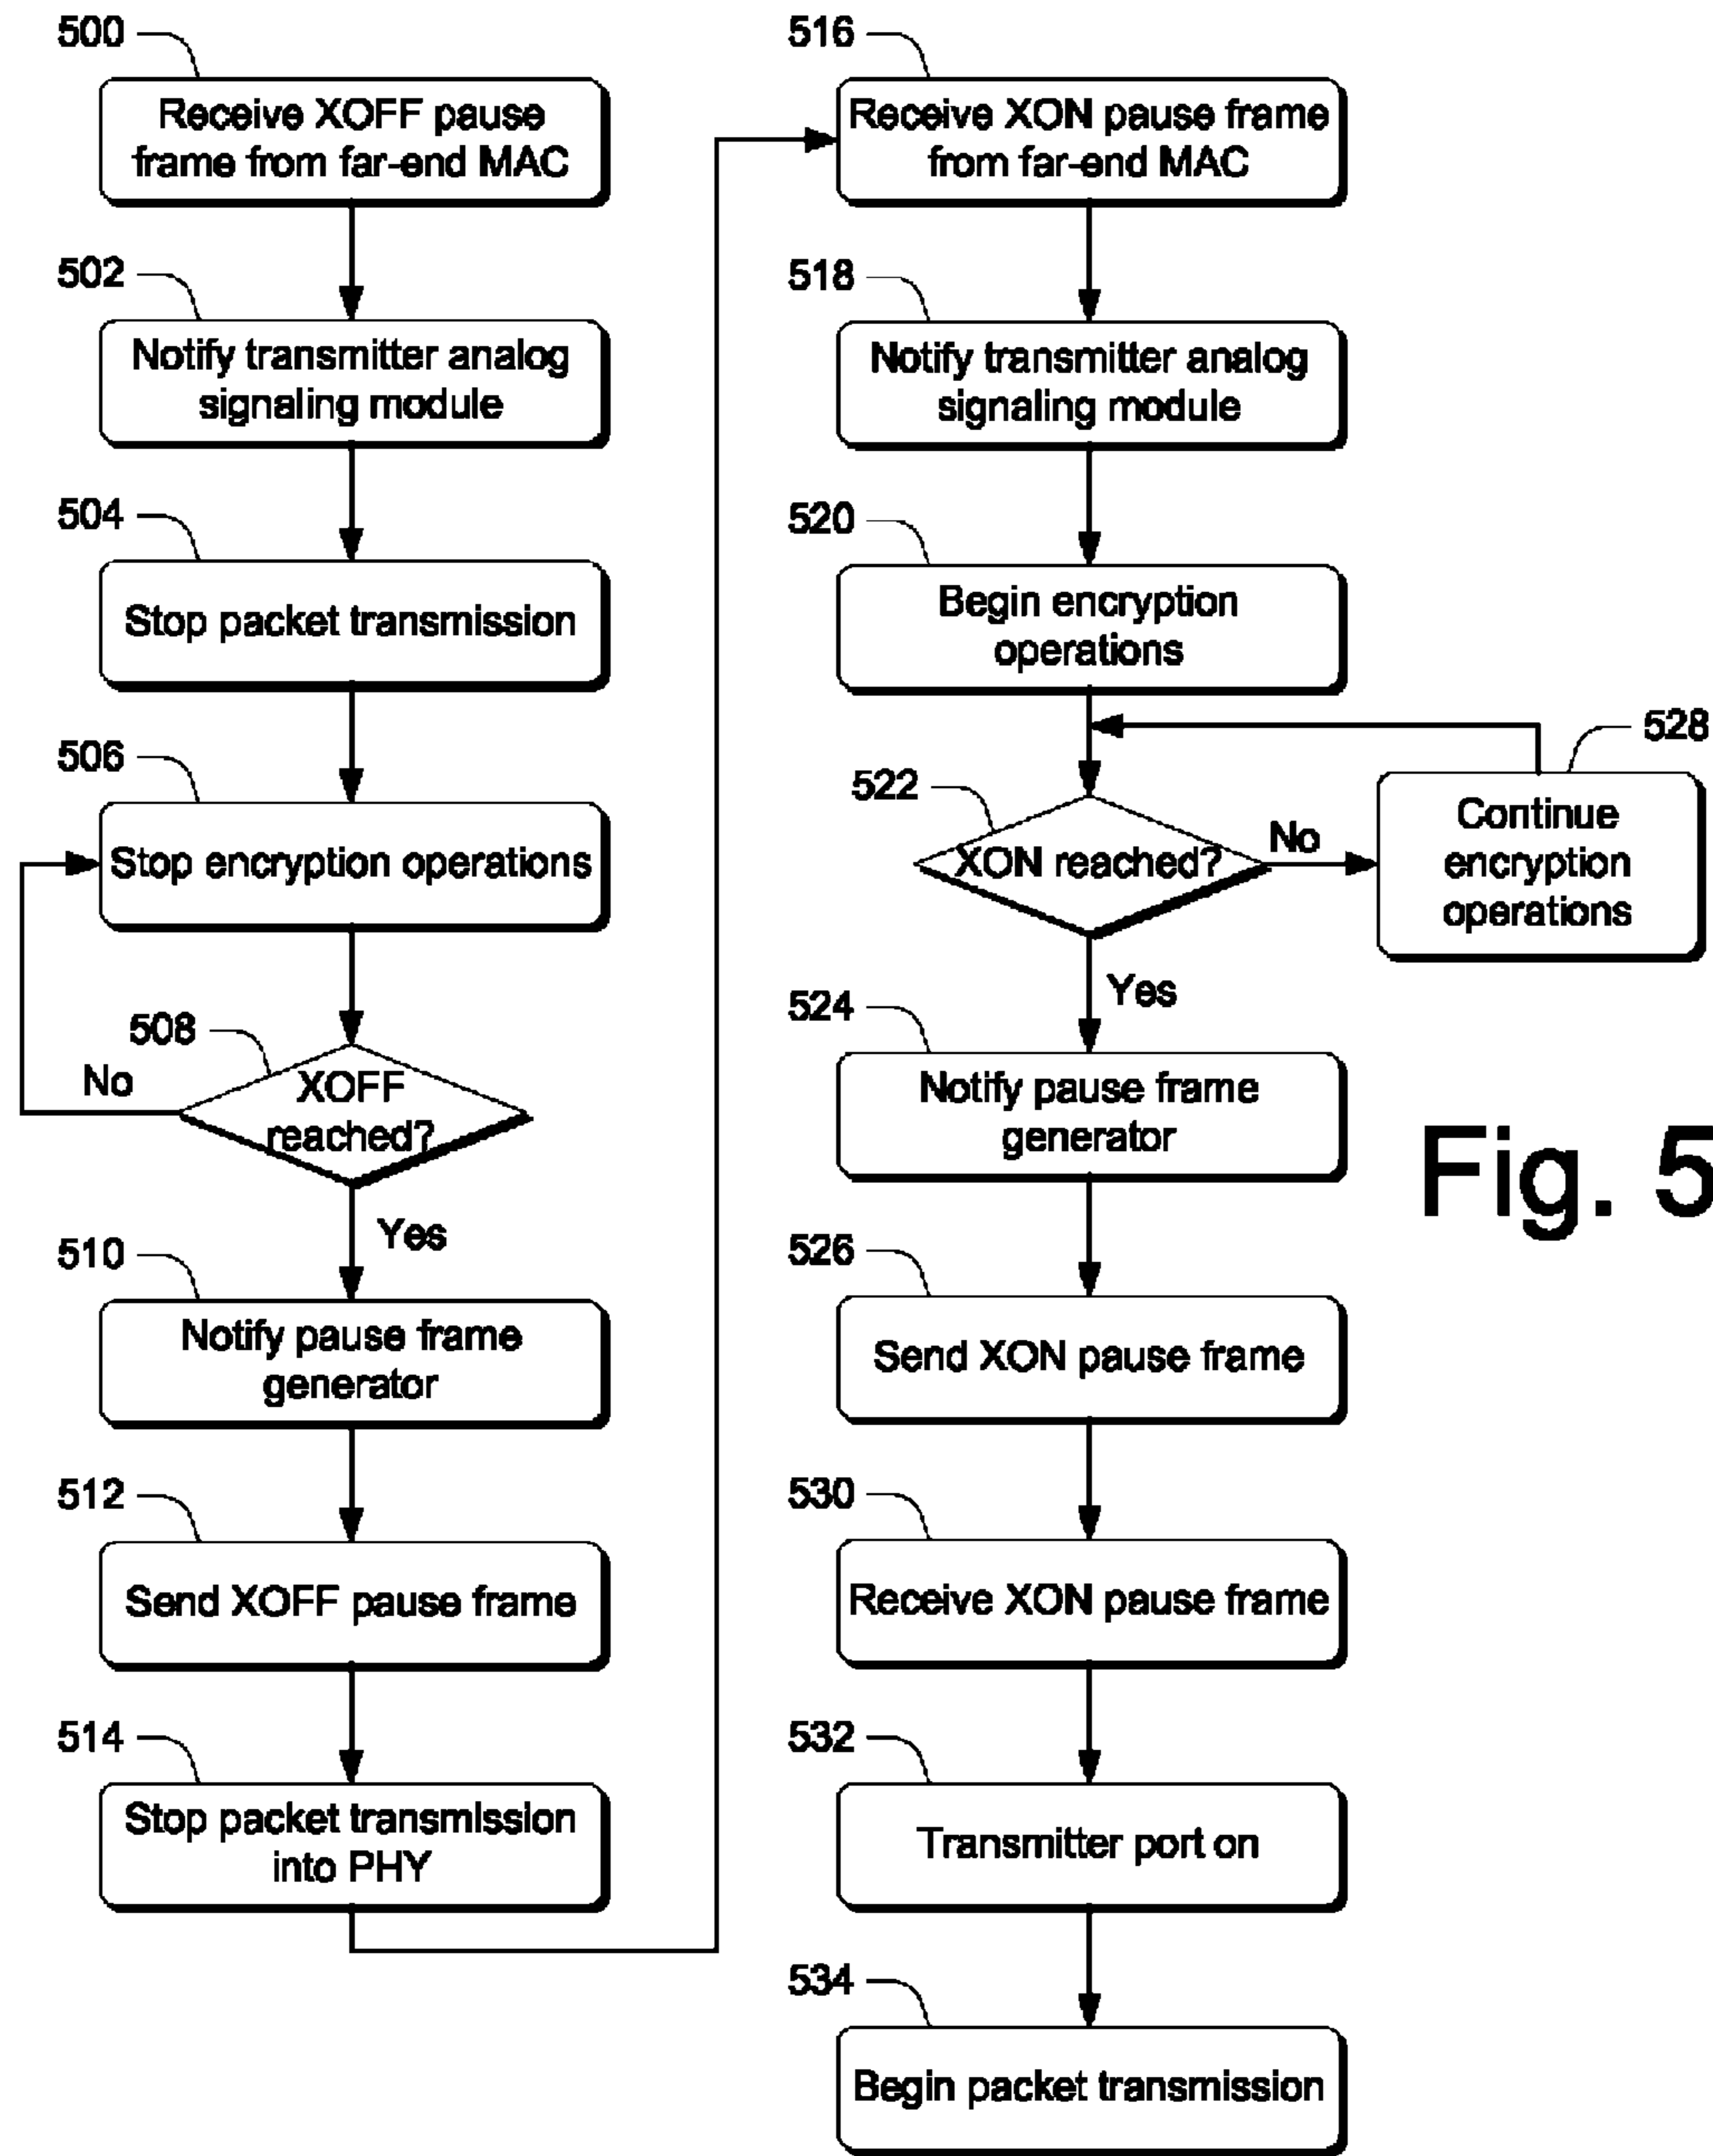 500
Receive XOFF pause
frame from far-end MAC
502
Notify transmitter analog
signaling module
504
Stop packet transmission
506
Stop encryption operations
508
No
XOFF
reached?
Yes
510
Notify pause frame
generator
512
Send XOFF pause frame
514
Stop packet transmission
into PHY
516
Receive XON pause frame
from far-end MAC
518
Notify transmitter analog
signaling module
520
Begin encryption
operations
522
XON reached?
No
528
Continue
encryption
operations
Yes
524
Notify pause frame
generator
526
Send XON pause frame
530
Receive XON pause frame
532
Transmitter port on
534
Begin packet transmission
Fig. 5